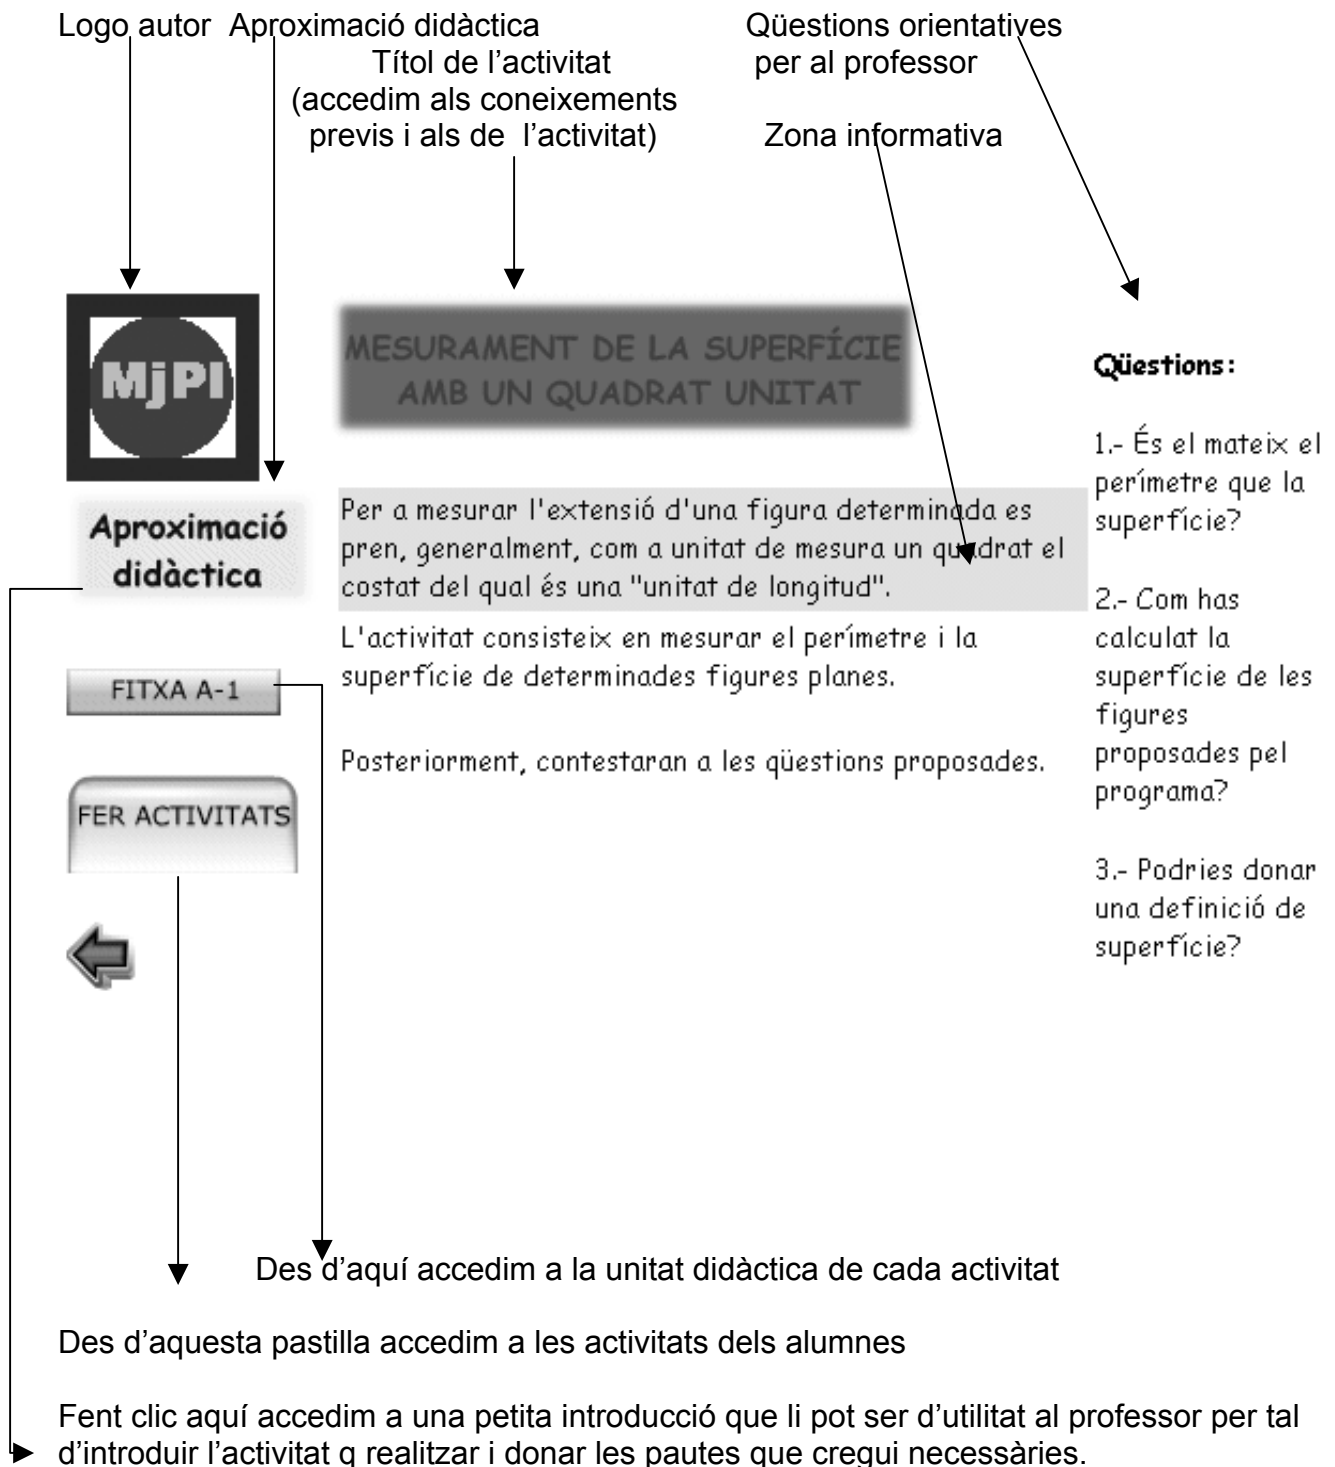 Logo autor  Aproximació didàctica
Qüestions orientatives
Títol de l’activitat
per al professor
(accedim als coneixements
previs i als de  l’activitat)
Zona informativa
MjPl
MESURAMENT DE LA SUPERFÍCIE
AMB UN QUADRAT UNITAT
Aproximació
didàctica
FITXA A-1
FER ACTIVITATS
Per a mesurar l'extensió d'una figura determinada es
pren, generalment, com a unitat de mesura un quadrat el
costat del qual és una "unitat de longitud".
L'activitat consisteix en mesurar el perímetre i la
superfície de determinades figures planes.
Posteriorment, contestaran a les qüestions proposades.
Qüestions:
1.- És el mateix el
perímetre que la
superfície?
2.- Com has
calculat la
superfície de les
figures
proposades pel
programa?
3.- Podries donar
una definició de
superfície?
Des d’aquí accedim a la unitat didàctica de cada activitat
Des d’aquesta pastilla accedim a les activitats dels alumnes
Fent clic aquí accedim a una petita introducció que li pot ser d’utilitat al professor per tal
d’introduir l’activitat q realitzar i donar les pautes que cregui necessàries.